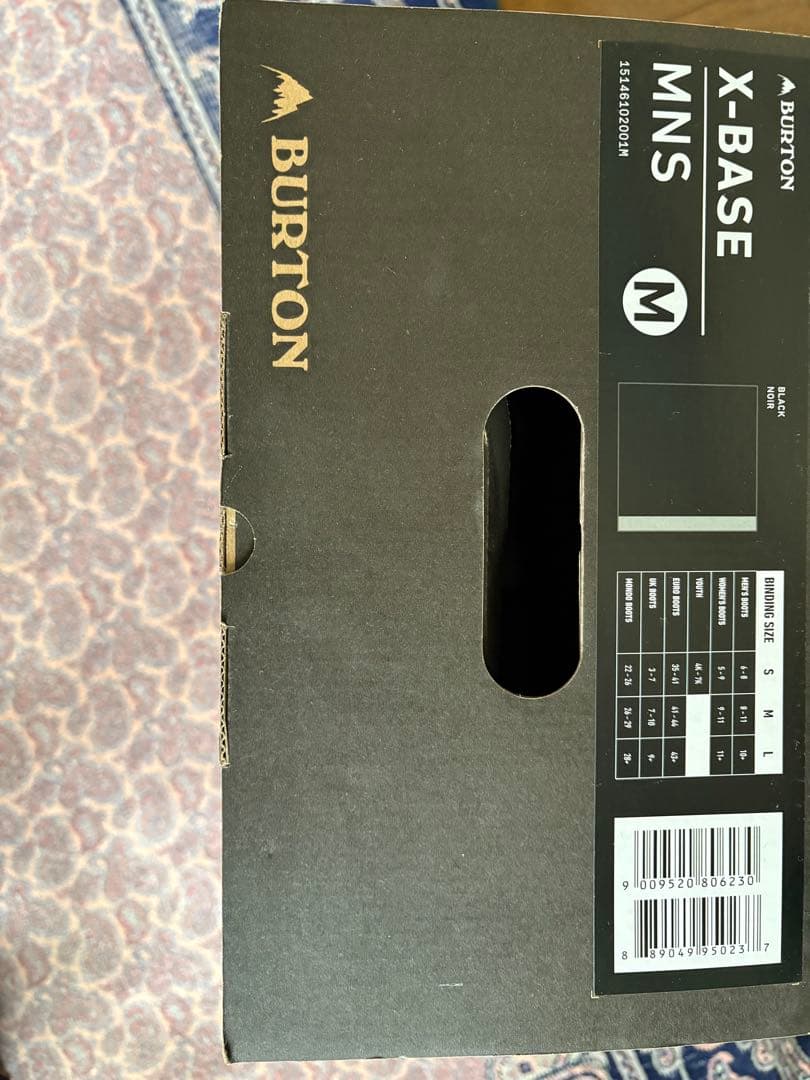 BURTON
BURTON
X-BASE
MNS M
15146102001M
BLACK
NOIR
BINDING SIZE S M L
MEN'S BOOTS 6-8 8-11 10+
WOMEN'S BOOTS 5-9 9-11 11+
YOUTH 4K-7K
EURO BOOTS 35-41 41-44 43+
UK BOOTS 3-7 7-10 9+
MONDO BOOTS 22-26 26-29 28+
9 009520 806230
8 89049 95023 7